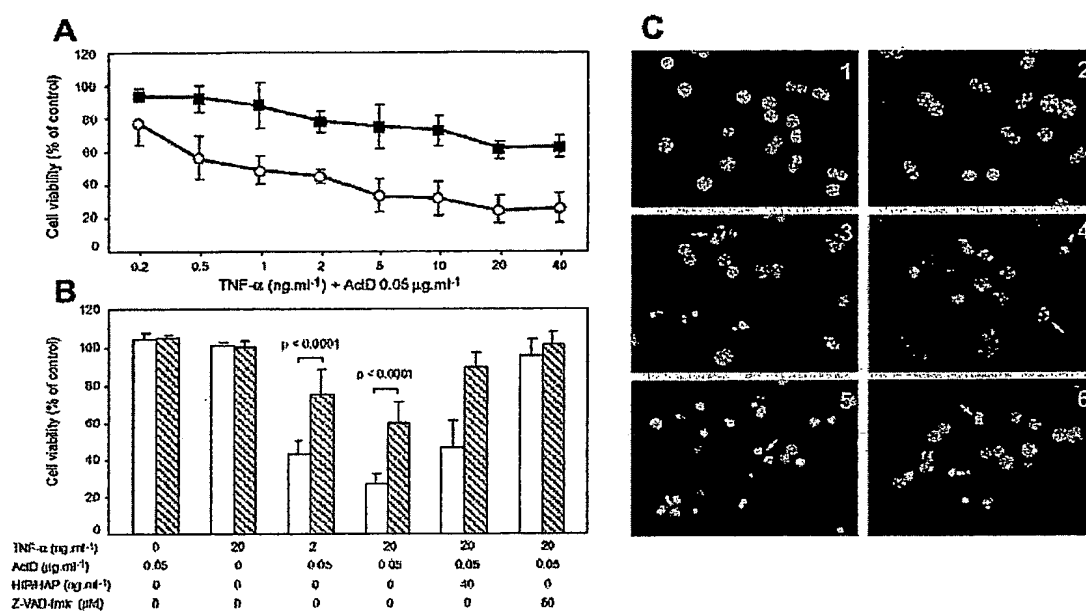 A
Cell viability (% of control)
120
100
80
60
40
20
0
0.2 0.5 1 2 5 10 20 40
TNF-α (ng.ml-1) + ActD 0.05 μg.ml-1
B
Cell viability (% of control)
120
100
80
60
40
20
0
p < 0.0001
p < 0.0001
TNF-α (ng.ml-1) 0 20 2 20 20 20
ActD (μg.ml-1) 0.05 0 0.05 0.05 0.05 0.05
HIP/HAP (ng.ml-1) 0 0 0 0 40 0
Z-VAD-fmk (μM) 0 0 0 0 0
C
1
2
3
4
5
6